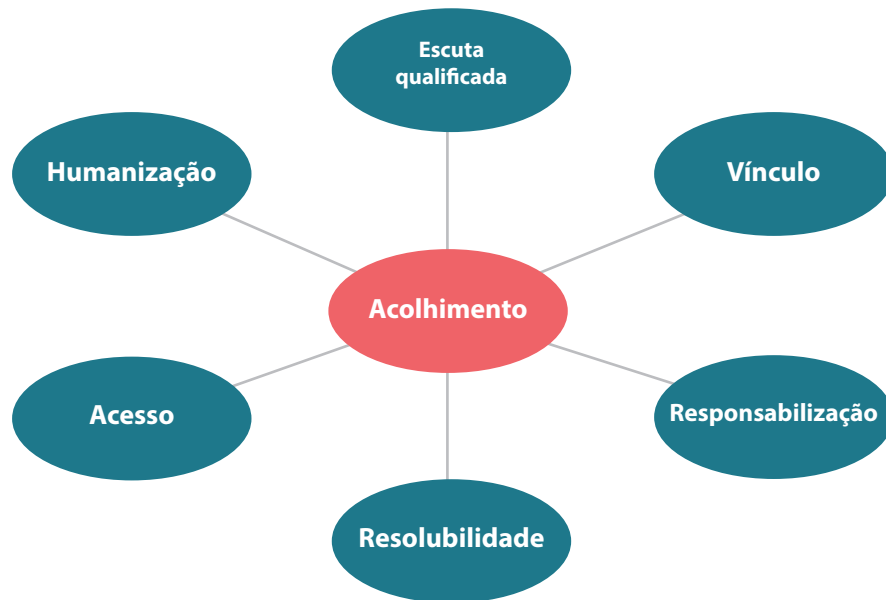 Escuta
qualificada
Humanização
Vínculo
Acolhimento
Acesso
Responsabilização
Resolubilidade